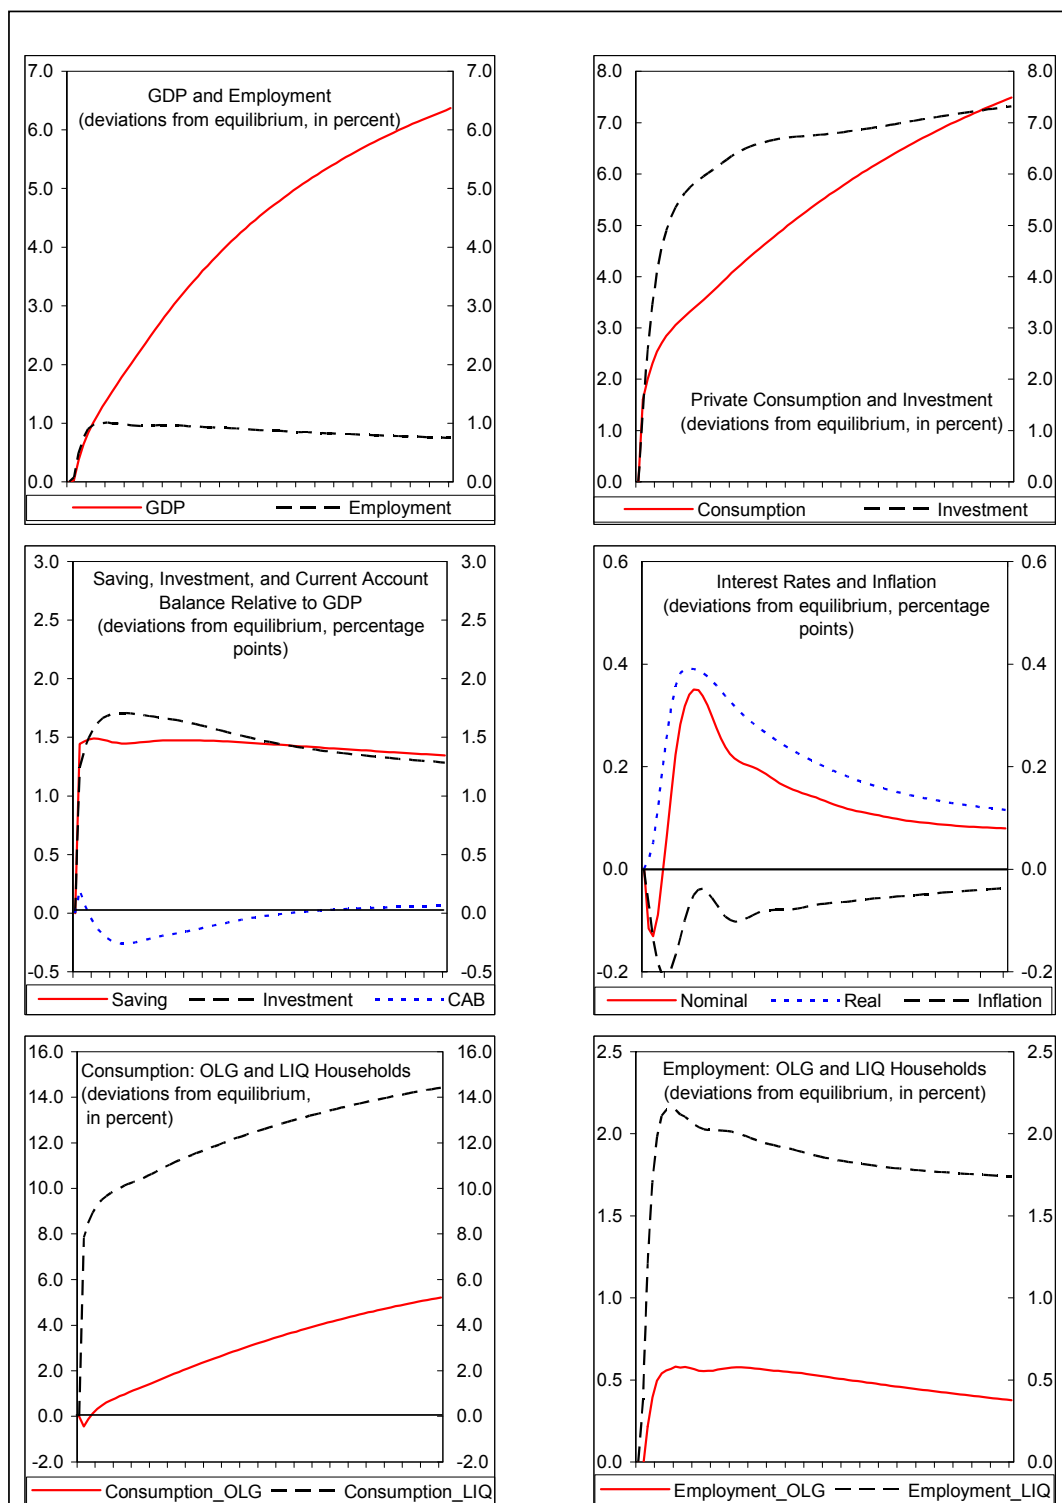 GDP and Employment
(deviations from equilibrium, in percent)
7.0 7.0
6.0 6.0
5.0 5.0
4.0 4.0
3.0 3.0
2.0 2.0
1.0 1.0
0.0 0.0
GDP Employment
8.0 8.0
7.0 7.0
6.0 6.0
5.0 5.0
4.0 4.0
3.0 3.0
2.0 2.0
1.0 1.0
0.0 0.0
Private Consumption and Investment
(deviations from equilibrium, in percent)
Consumption Investment
Saving, Investment, and Current Account
Balance Relative to GDP
(deviations from equilibrium, percentage
points)
3.0 3.0
2.5 2.5
2.0 2.0
1.5 1.5
1.0 1.0
0.5 0.5
0.0 0.0
-0.5 -0.5
Saving Investment CAB
Interest Rates and Inflation
(deviations from equilibrium, percentage
points)
0.6 0.6
0.4 0.4
0.2 0.2
0.0 0.0
-0.2 -0.2
Nominal Real Inflation
Consumption: OLG and LIQ Households
(deviations from equilibrium,
in percent)
16.0 16.0
14.0 14.0
12.0 12.0
10.0 10.0
8.0 8.0
6.0 6.0
4.0 4.0
2.0 2.0
0.0 0.0
-2.0 -2.0
Consumption_OLG Consumption_LIQ
Employment: OLG and LIQ Households
(deviations from equilibrium, in percent)
2.5 2.5
2.0 2.0
1.5 1.5
1.0 1.0
0.5 0.5
0.0 0.0
Employment_OLG Employment_LIQ